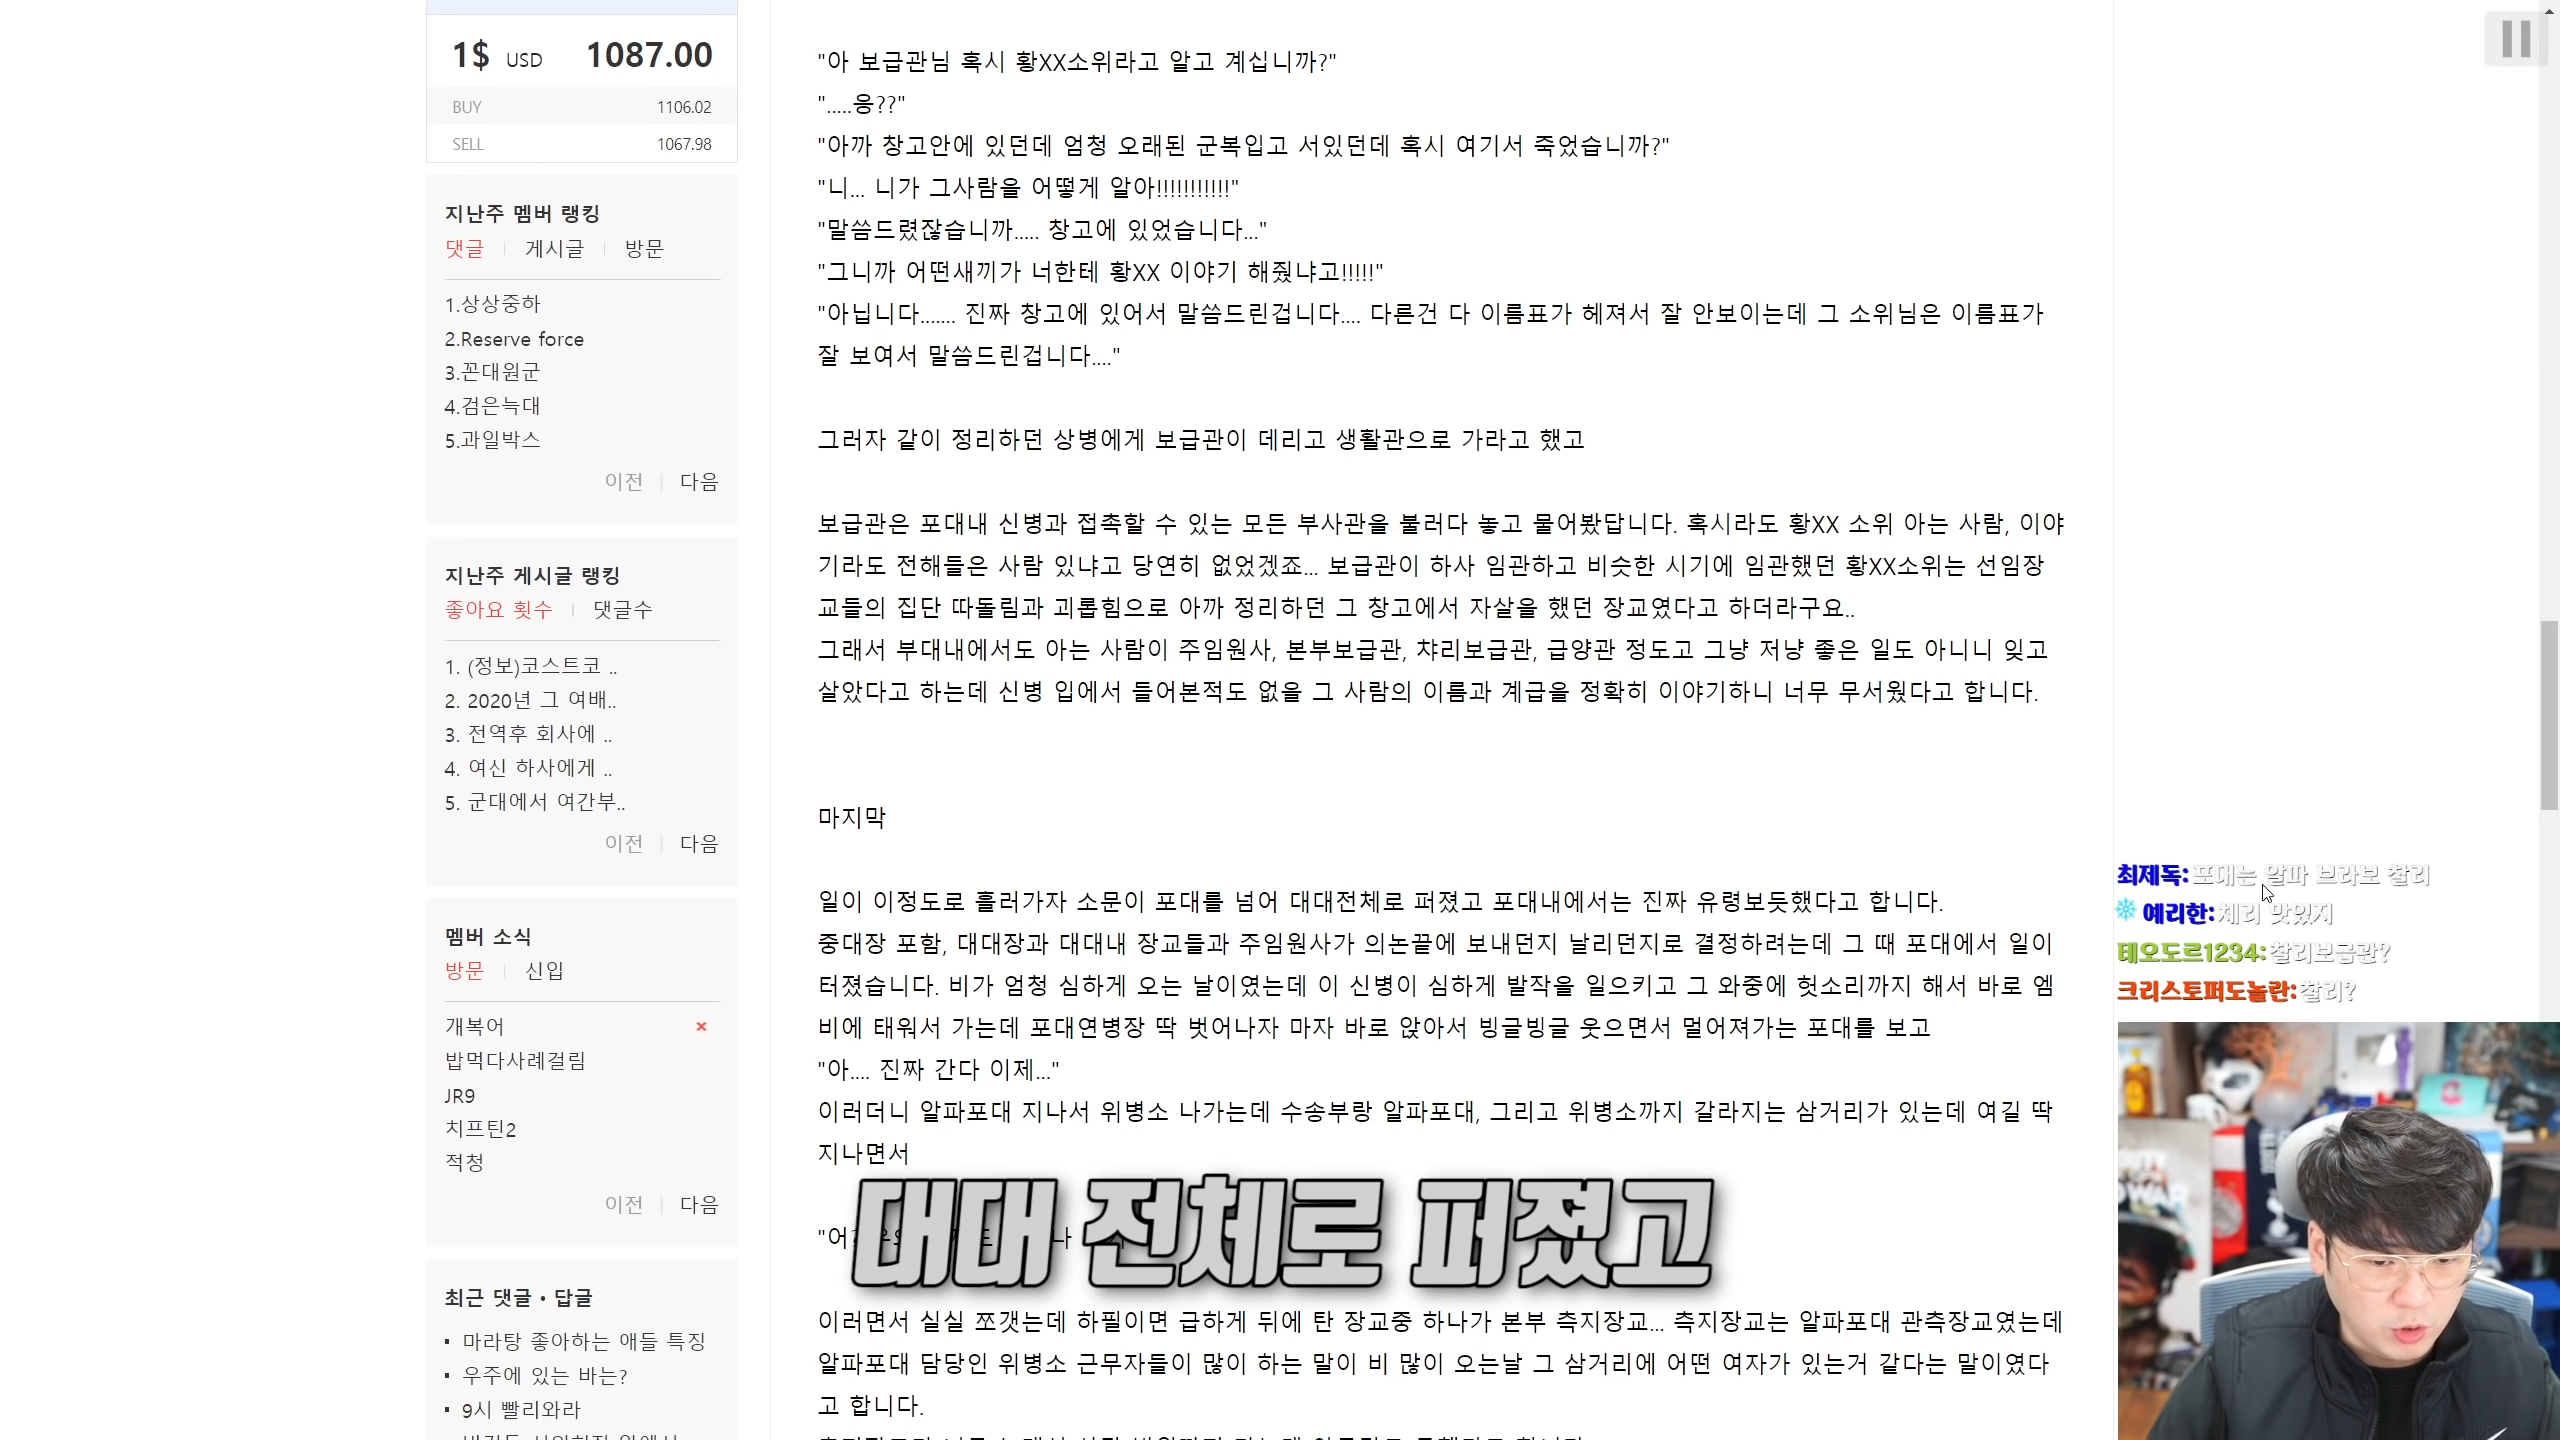 1$ USD 1087.00
BUY 1106.02
SELL 1067.98
지난주 멤버 랭킹
댓글 게시글 방문
1.상상중하
2.Reserve force
3.꼰대원군
4.검은늑대
5.과일박스
이전 다음
지난주 게시글 랭킹
좋아요 횟수 댓글수
1. (정보)코스트코 ..
2. 2020년 그 여배..
3. 전역후 회사에 ..
4. 여신 하사에게 ..
5. 군대에서 여간부..
이전 다음
멤버 소식
방문 신입
개복어
밥먹다사례걸림
JR9
치프틴2
적청
이전 다음
최근 댓글 • 답글
마라탕 좋아하는 애들 특징
우주에 있는 바는?
9시 빨리와라
"아 보급관님 혹시 황XX소위라고 알고 계십니까?"
".....응??"
"아까 창고안에 있던데 엄청 오래된 군복입고 서있던데 혹시 여기서 죽었습니까?"
"니... 니가 그사람을 어떻게 알아!!!!!!!!!!!"
"말씀드렸잖습니까..... 창고에 있었습니다..."
"그니까 어떤새끼가 너한테 황XX 이야기 해줬냐고!!!!!"
"아닙니다....... 진짜 창고에 있어서 말씀드린겁니다.... 다른건 다 이름표가 헤져서 잘 안보이는데 그 소위님은 이름표가
잘 보여서 말씀드린겁니다...."
그러자 같이 정리하던 상병에게 보급관이 데리고 생활관으로 가라고 했고
보급관은 포대내 신병과 접촉할 수 있는 모든 부사관을 불러다 놓고 물어봤답니다. 혹시라도 황XX 소위 아는 사람, 이야
기라도 전해들은 사람 있냐고 당연히 없었겠죠... 보급관이 하사 임관하고 비슷한 시기에 임관했던 황XX소위는 선임장
교들의 집단 따돌림과 괴롭힘으로 아까 정리하던 그 창고에서 자살을 했던 장교였다고 하더라구요..
그래서 부대내에서도 아는 사람이 주임원사, 본부보급관, 챠리보급관, 급양관 정도고 그냥 저냥 좋은 일도 아니니 잊고
살았다고 하는데 신병 입에서 들어본적도 없을 그 사람의 이름과 계급을 정확히 이야기하니 너무 무서웠다고 합니다.
마지막
일이 이정도로 흘러가자 소문이 포대를 넘어 대대전체로 퍼졌고 포대내에서는 진짜 유령보듯했다고 합니다.
중대장 포함, 대대장과 대대내 장교들과 주임원사가 의논끝에 보내던지 날리던지로 결정하려는데 그 때 포대에서 일이
터졌습니다. 비가 엄청 심하게 오는 날이였는데 이 신병이 심하게 발작을 일으키고 그 와중에 헛소리까지 해서 바로 엠
비에 태워서 가는데 포대연병장 딱 벗어나자 마자 바로 앉아서 빙글빙글 웃으면서 멀어져가는 포대를 보고
"아.... 진짜 간다 이제..."
이러더니 알파포대 지나서 위병소 나가는데 수송부랑 알파포대, 그리고 위병소까지 갈라지는 삼거리가 있는데 여길 딱
지나면서
"어?
대대 전체로 퍼졌고
이러면서 실실 쪼갯는데 하필이면 급하게 뒤에 탄 장교중 하나가 본부 측지장교... 측지장교는 알파포대 관측장교였는데
알파포대 담당인 위병소 근무자들이 많이 하는 말이 비 많이 오는날 그 삼거리에 어떤 여자가 있는거 같다는 말이였다
고 합니다.
최제독: 포대는 알파 브라보 찰리
예리한: 체리 맛있지
테오도르1234: 찰리보급관?
크리스토퍼도놀란: 찰리?